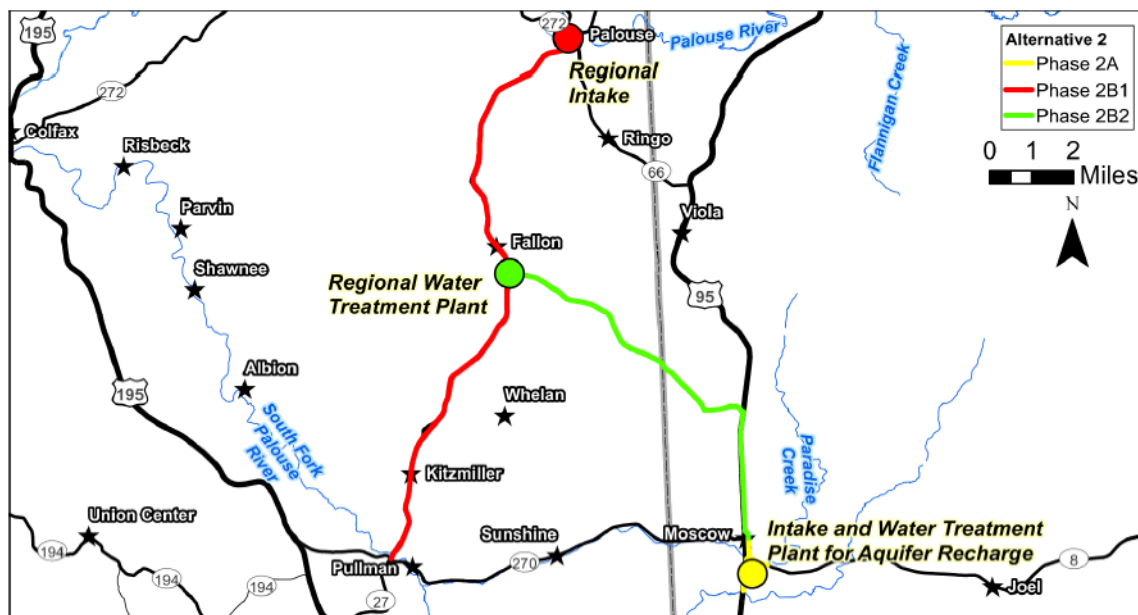 195
272
Palouse
Palouse River
Regional
Intake
Alternative 2
Phase 2A
Phase 2B1
Phase 2B2
0 1 2
Miles
N
272
Colfax
Risbeck
Ringo
66
Flannigan Creek
Parvin
Viola
Fallon
Shawnee
Regional Water
Treatment Plant
95
Albion
195
Whelan
South Fork
Palouse
River
Kitzmiller
Paradise
Creek
Union Center
Sunshine
Moscow
Intake and Water Treatment
Plant for Aquifer Recharge
194
194
194
Pullman
27
270
8
Joel